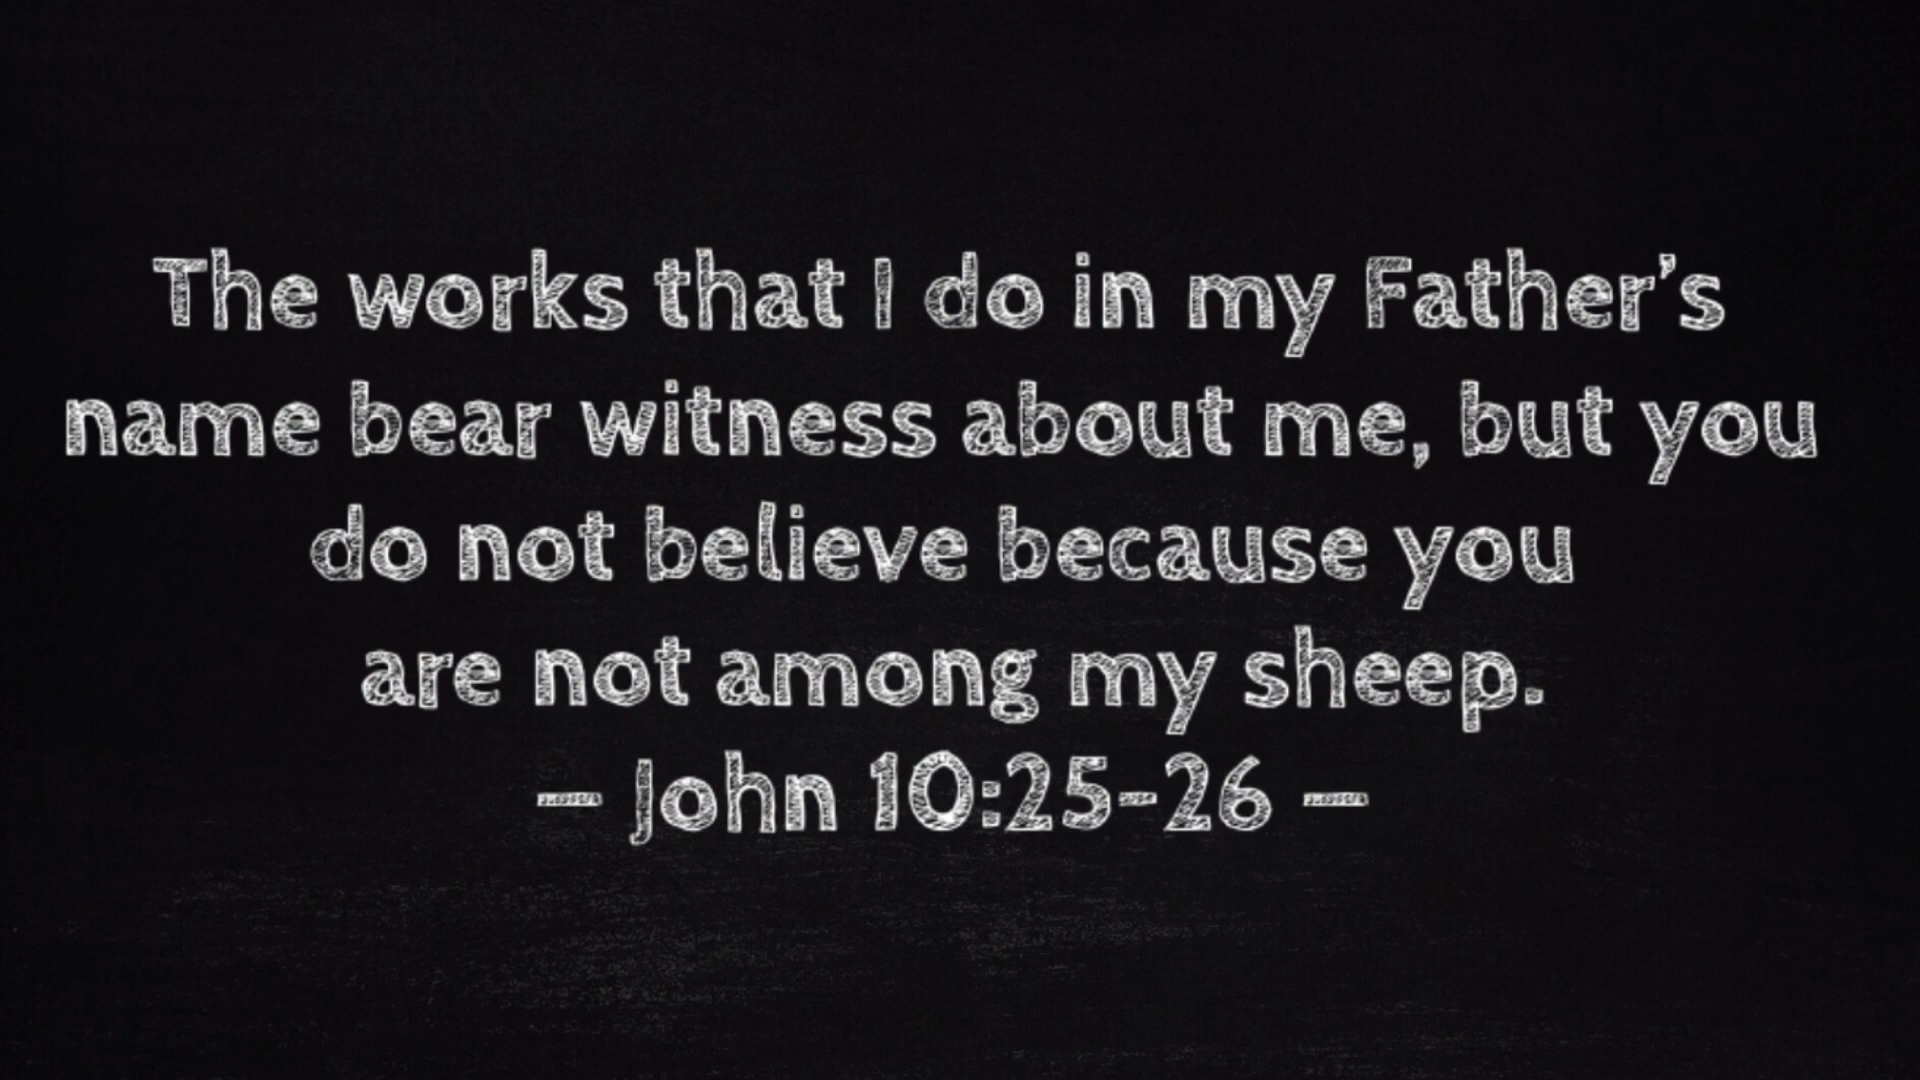 The works that I do in my Father’s
name bear witness about me, but you
do not believe because you
are not among my sheep.
– John 10:25-26 –